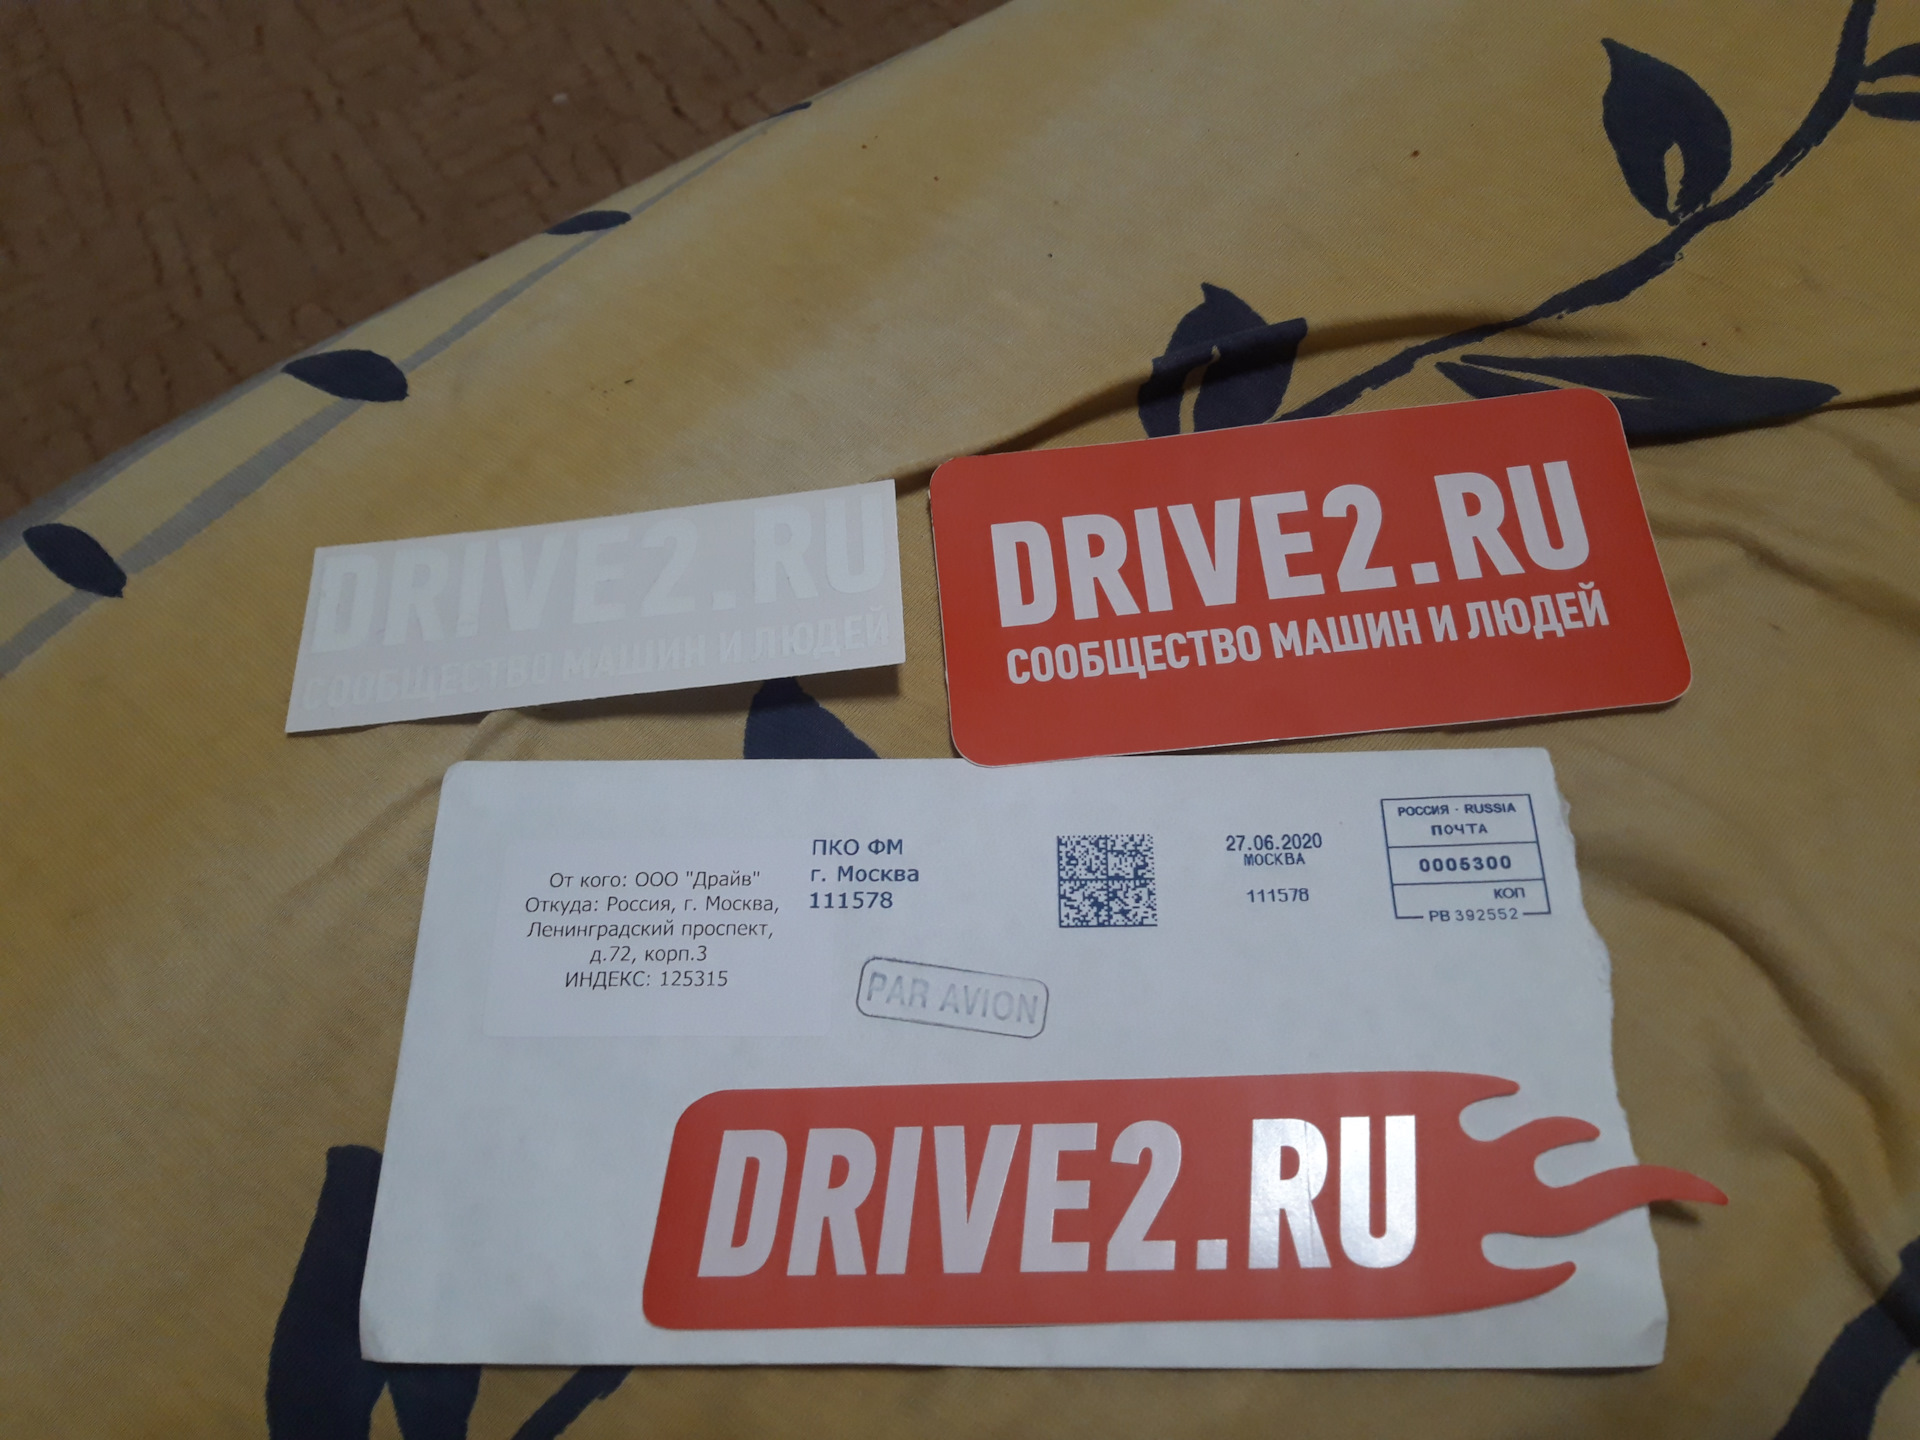 DRIVE2.RU
СООБЩЕСТВО МАШИН И ЛЮДЕЙ
DRIVE2.RU
СООБЩЕСТВО МАШИН И ЛЮДЕЙ
От кого: ООО "Драйв"
Откуда: Россия, г. Москва,
Ленинградский проспект,
д.72, корп.3
ИНДЕКС: 125315
ПКО ФМ
г. Москва
111578
27.06.2020
МОСКВА
111578
РОССИЯ · RUSSIA
ПОЧТА
0005300
КОП
РВ 392552
PAR AVION
DRIVE2.RU